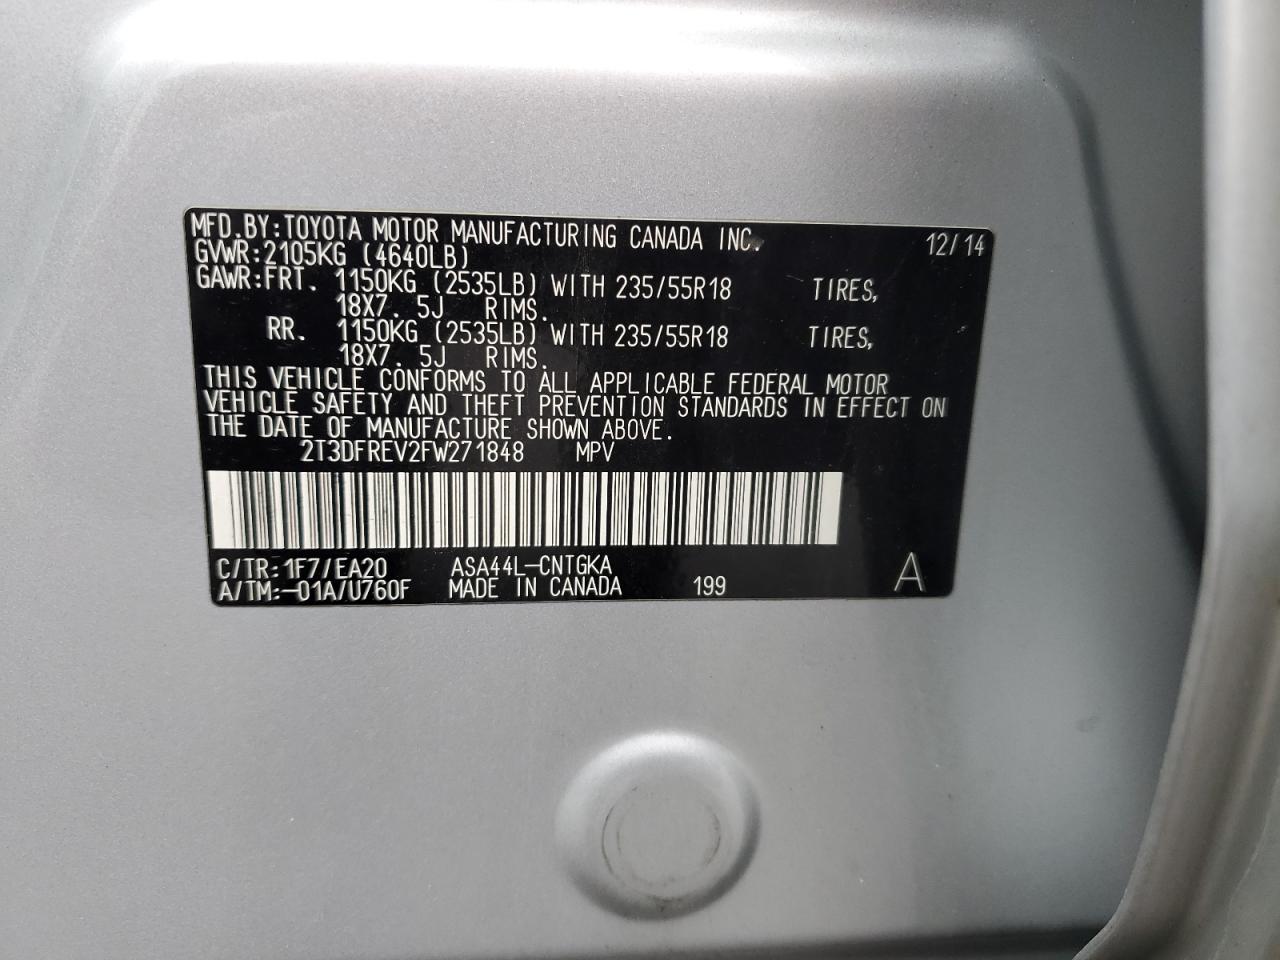 MFD.BY:TOYOTA MOTOR MANUFACTURING CANADA INC. 12/14
GVWR:2105KG (4640LB)
GAWR:FRT. 1150KG (2535LB) WITH 235/55R18 TIRES,
18X7.5J RIMS.
RR. 1150KG (2535LB) WITH 235/55R18 TIRES,
18X7.5J RIMS.
THIS VEHICLE CONFORMS TO ALL APPLICABLE FEDERAL MOTOR
VEHICLE SAFETY AND THEFT PREVENTION STANDARDS IN EFFECT ON
THE DATE OF MANUFACTURE SHOWN ABOVE.
2T3DFREV2FW271848 MPV
C/TR:1F7/EA20 ASA44L-CNTGKA A
A/TM:-01A/U760F MADE IN CANADA 199